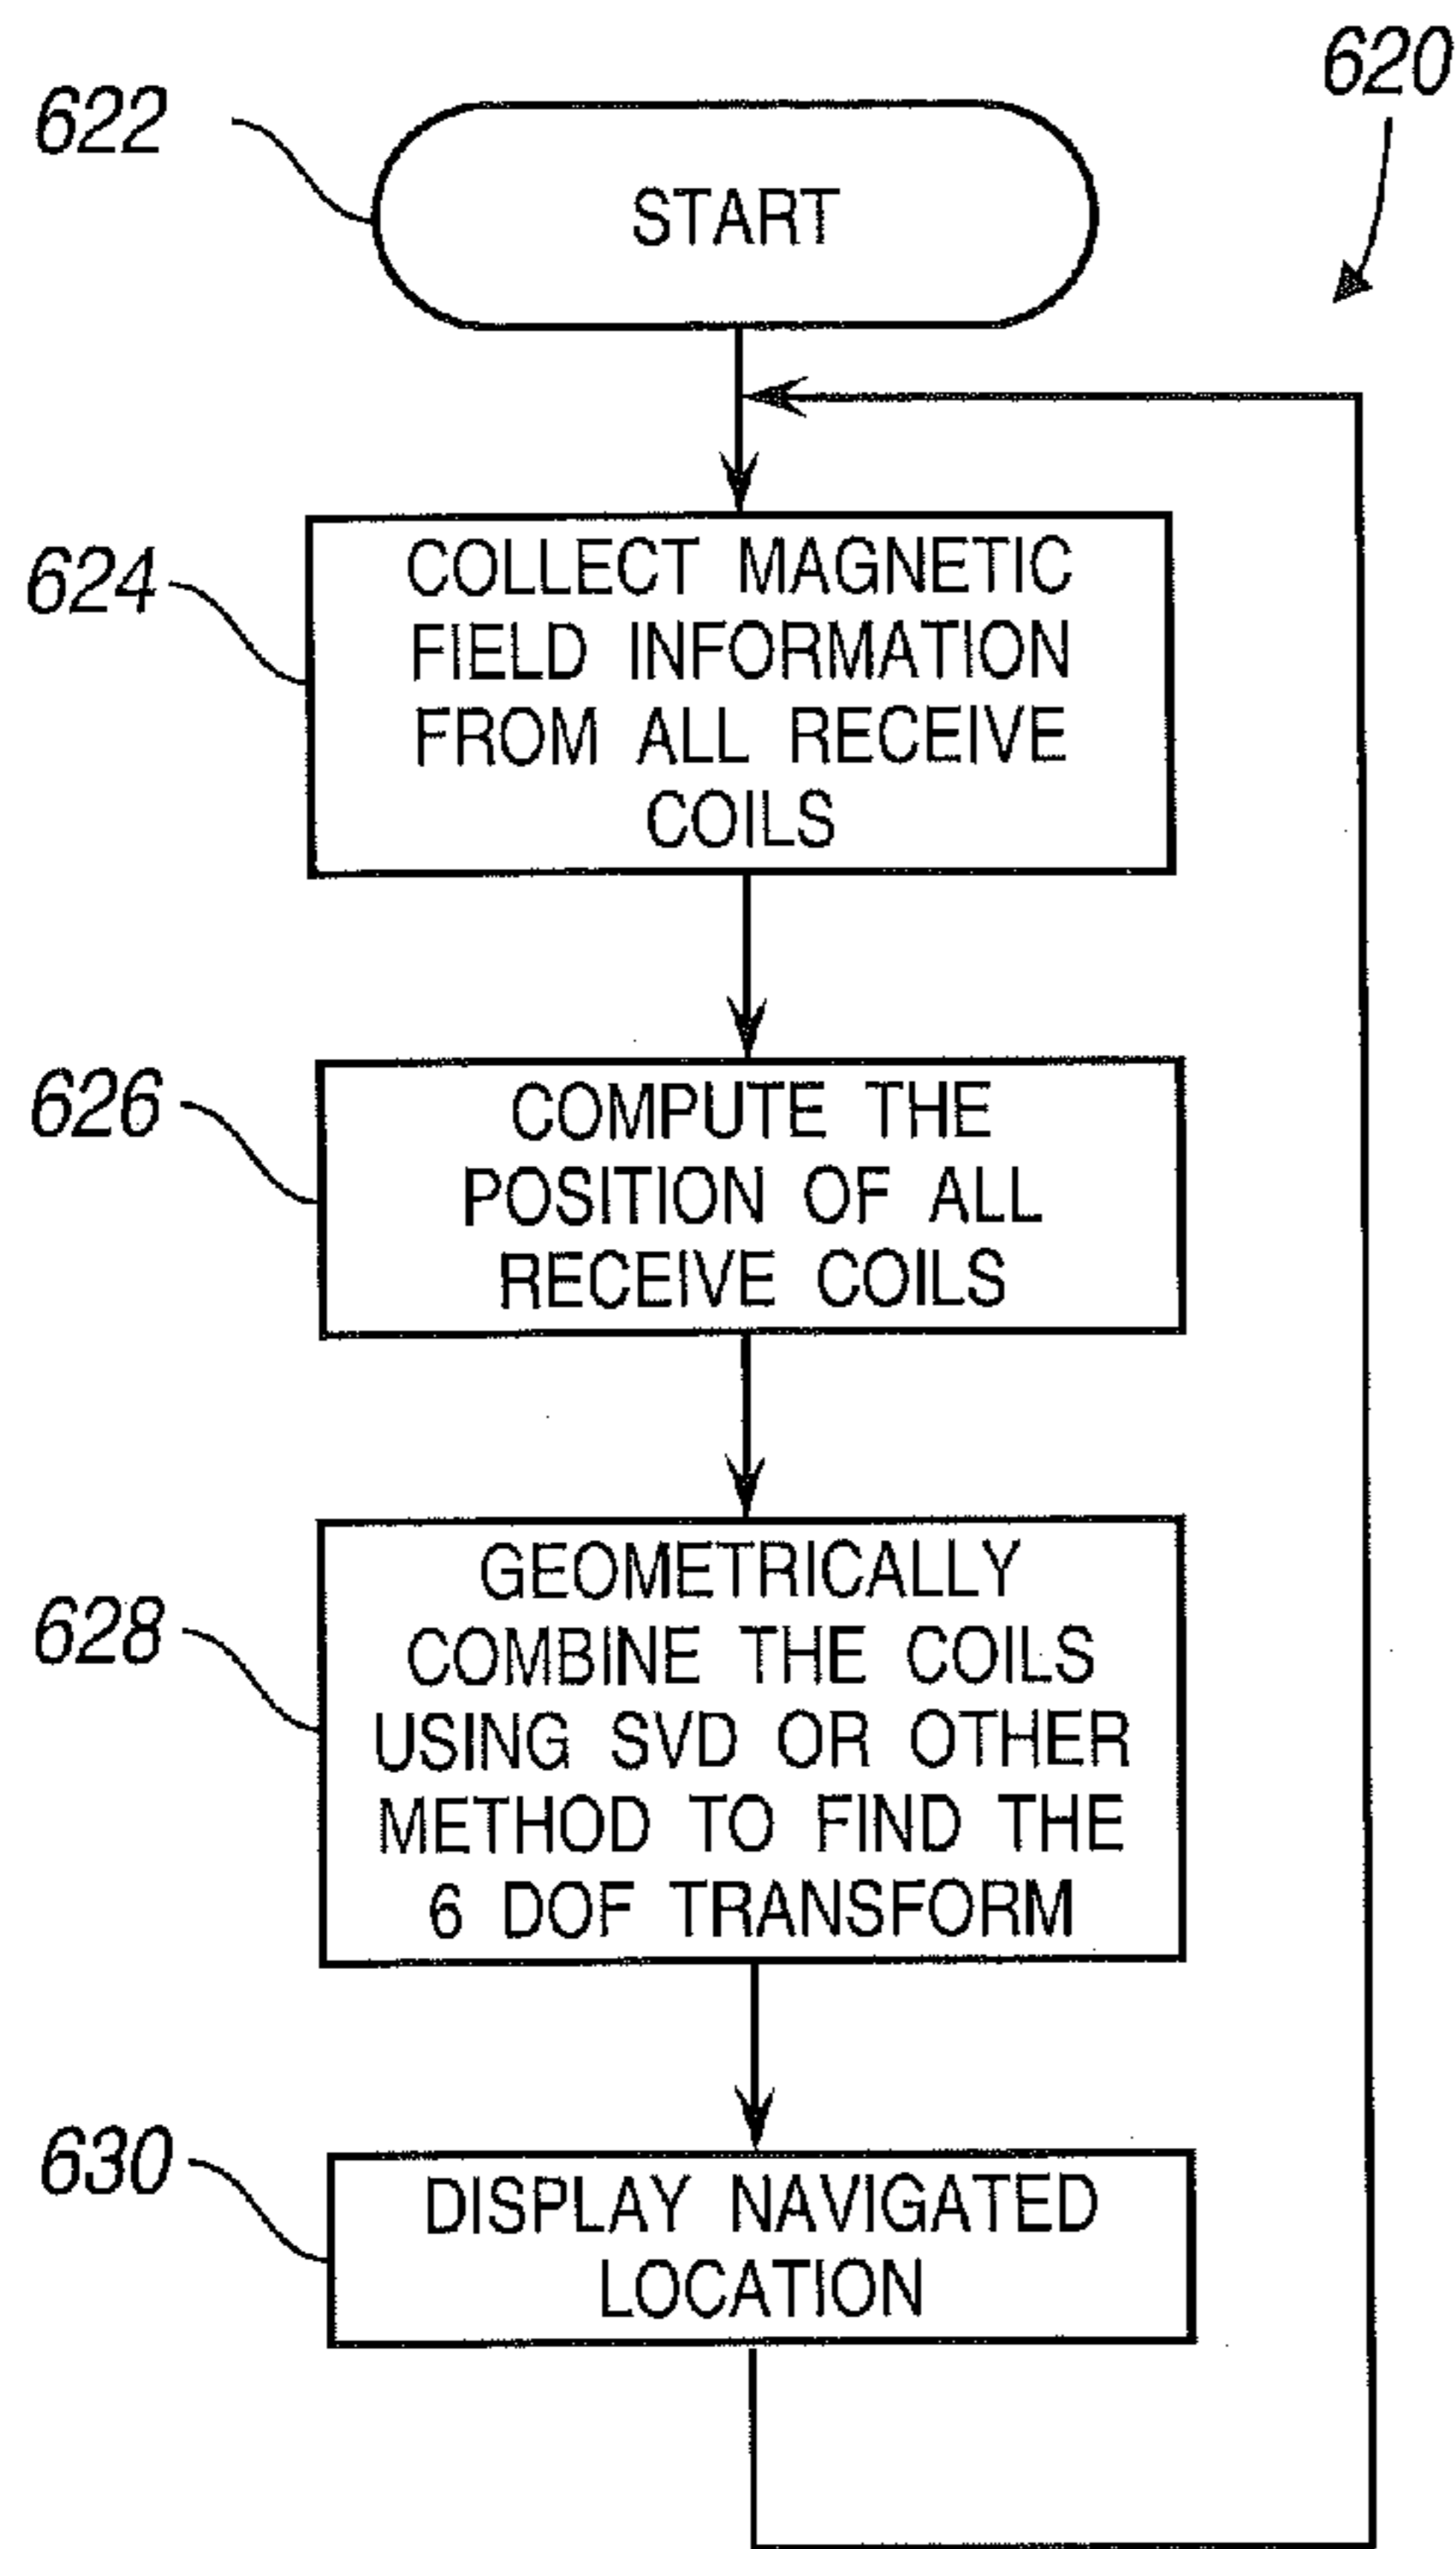 620
622
START
624
COLLECT MAGNETIC
FIELD INFORMATION
FROM ALL RECEIVE
COILS
626
COMPUTE THE
POSITION OF ALL
RECEIVE COILS
628
GEOMETRICALLY
COMBINE THE COILS
USING SVD OR OTHER
METHOD TO FIND THE
6 DOF TRANSFORM
630
DISPLAY NAVIGATED
LOCATION